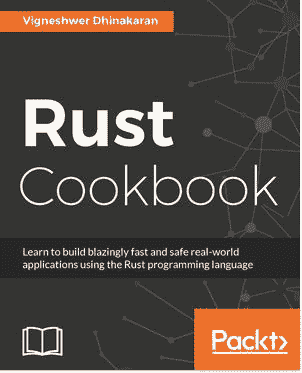 Vigneshwer Dhinakaran
Rust
Cookbook
Learn to build blazingly fast and safe real-world
applications using the Rust programming language
Packt>